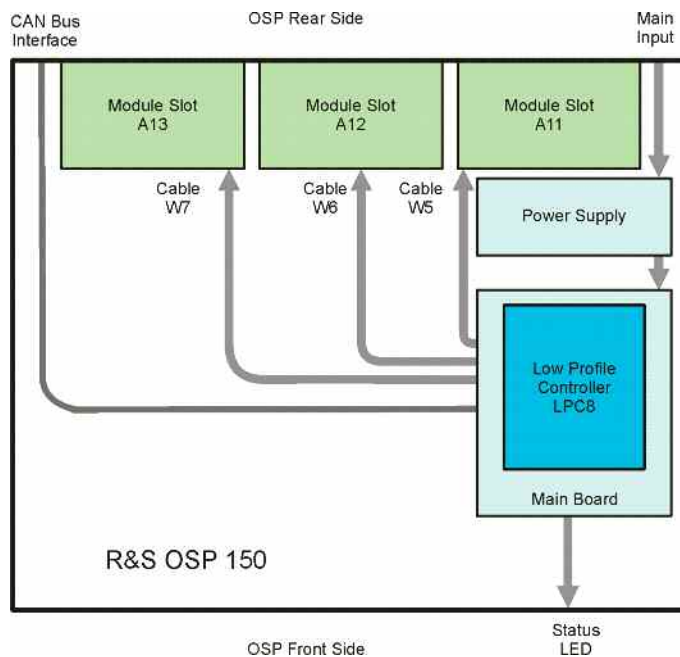 CAN Bus
Interface
OSP Rear Side
Main
Input
Module Slot
A13
Module Slot
A12
Module Slot
A11
Cable
W7
Cable
W6
Cable
W5
Power Supply
Low Profile
Controller
LPC8
Main Board
R&S OSP 150
Status
LED
OSP Front Side